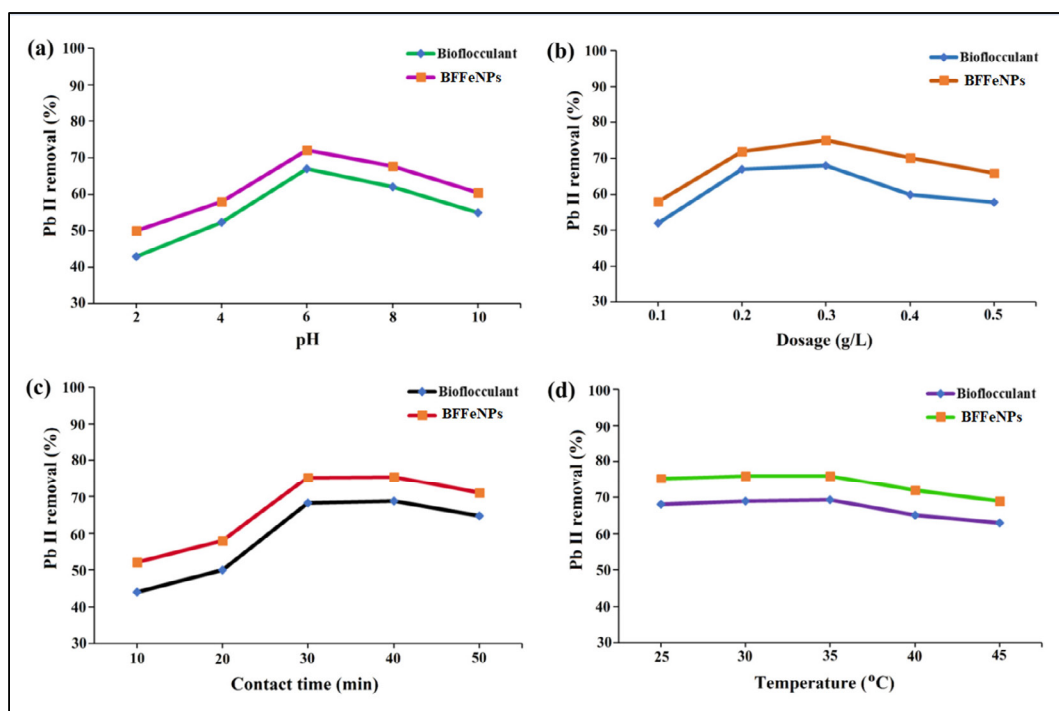 (a)
Bioflocculant
BFFeNPs
Pb II removal (%)
100
90
80
70
60
50
40
30
2 4 6 8 10
pH
(b)
Bioflocculant
BFFeNPs
Pb II removal (%)
100
90
80
70
60
50
40
30
0.1 0.2 0.3 0.4 0.5
Dosage (g/L)
(c)
Bioflocculant
BFFeNPs
Pb II removal (%)
100
90
80
70
60
50
40
30
10 20 30 40 50
Contact time (min)
(d)
Bioflocculant
BFFeNPs
Pb II removal (%)
100
90
80
70
60
50
40
30
25 30 35 40 45
Temperature (°C)